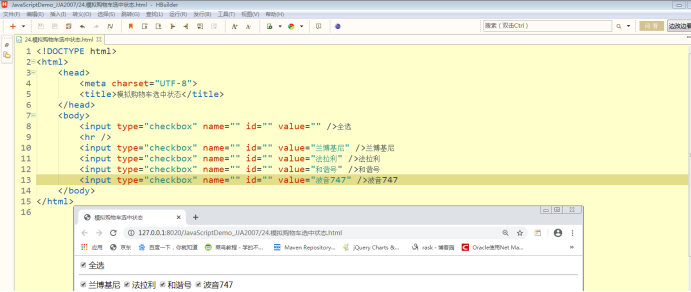 JavaScriptDemo_JJA2007/24.模拟购物车选中状态.html - HBuilder
文件(F) 编辑(E) 插入(I) 转义(O) 选择(S) 跳转(G) 查找(L) 运行(R) 发行(B) 工具(T) 视图(V) 帮助(H)
搜索（双击Ctrl） 边改边看
24.模拟购物车选中状态.html
1 <!DOCTYPE html>
2 <html>
3 <head>
4 <meta charset="UTF-8">
5 <title>模拟购物车选中状态</title>
6 </head>
7 <body>
8 <input type="checkbox" name="" id="" value="" />全选
9 <hr />
10 <input type="checkbox" name="" id="" value="兰博基尼" />兰博基尼
11 <input type="checkbox" name="" id="" value="法拉利" />法拉利
12 <input type="checkbox" name="" id="" value="和谐号" />和谐号
13 <input type="checkbox" name="" id="" value="波音747" />波音747
14 </body>
15 </html>
16
模拟购物车选中状态
127.0.0.1:8020/JavaScriptDemo_JJA2007/24.模拟购物车选中状态.html
应用 京东 百度一下，你就知道 菜鸟教程 - 学的不... Maven Repository... jQuery Charts &... rask - 博客园 Oracle使用Net Ma...
全选
兰博基尼 法拉利 和谐号 波音747